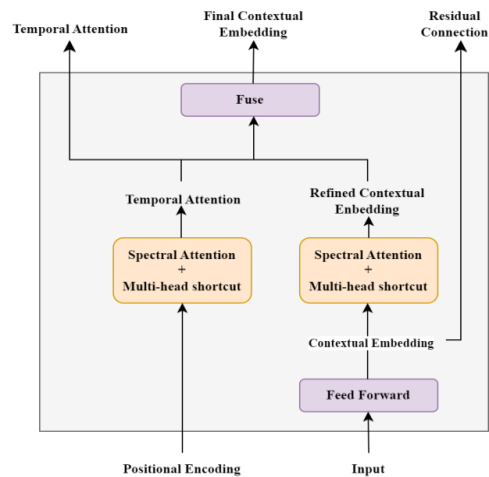 Temporal Attention
Final Contextual
Embedding
Residual
Connection
Fuse
Temporal Attention
Refined Contextual
Enbedding
Spectral Attention
+
Multi-head shortcut
Spectral Attention
+
Multi-head shortcut
Contextual Embedding
Feed Forward
Positional Encoding
Input